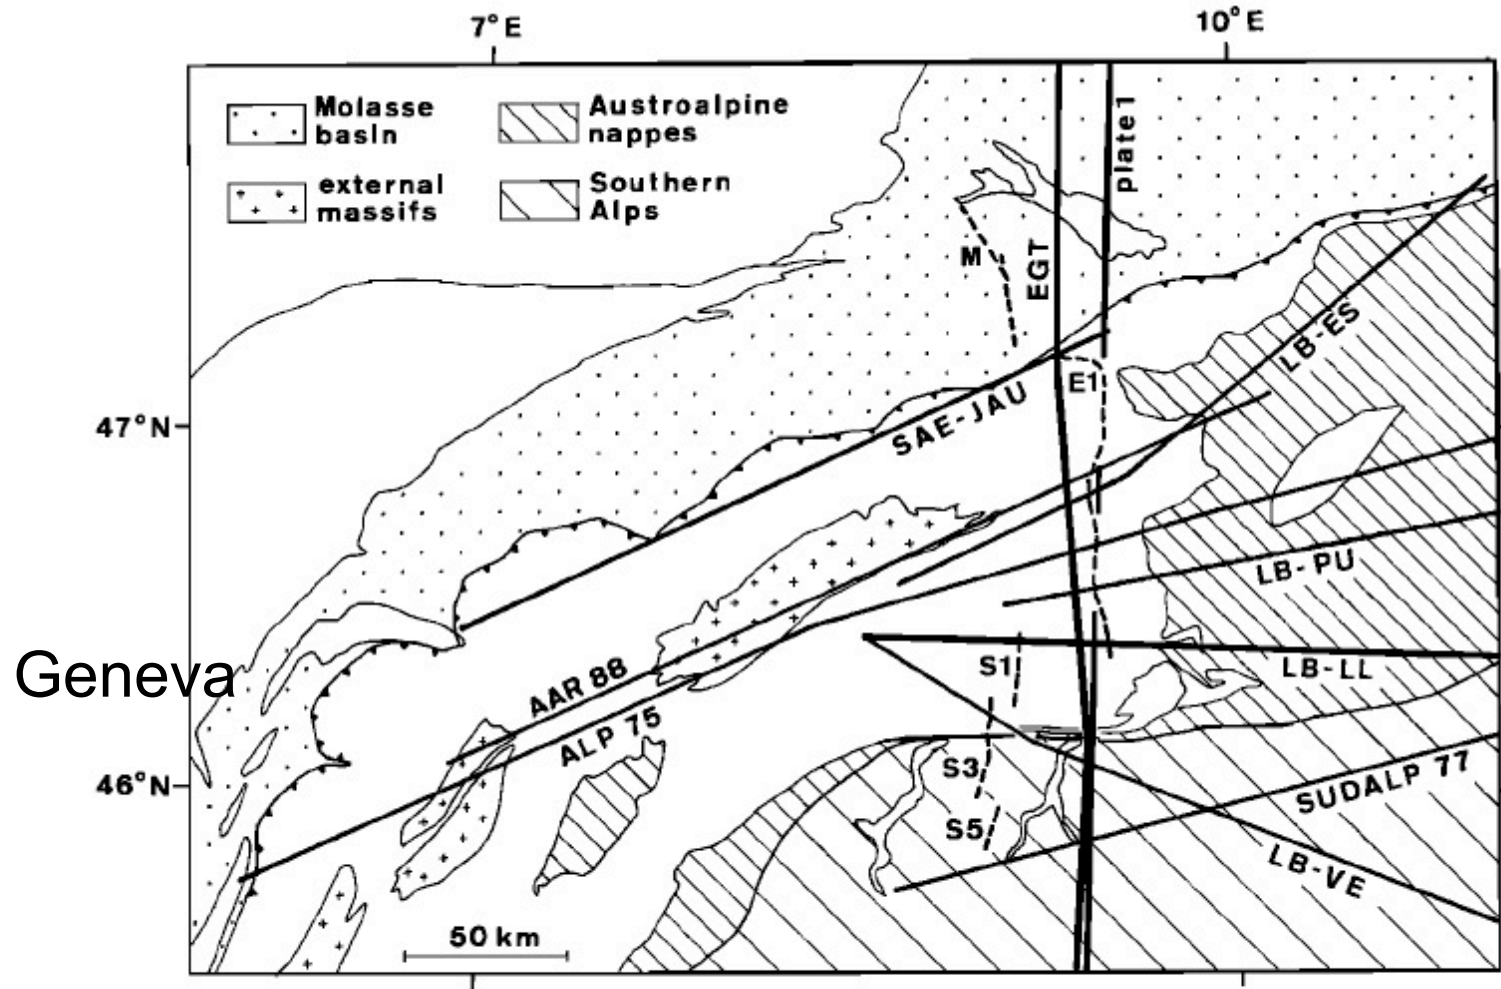 7°E
10°E
Molasse
basin
Austroalpine
nappes
external
massifs
Southern
Alps
plate1
EGT
M
LB-ES
E1
47°N
SAE-JAU
LB-PU
Geneva
S1
LB-LL
AAR 88
ALP 75
46°N
S3
SUDALP 77
S5
LB-VE
50 km